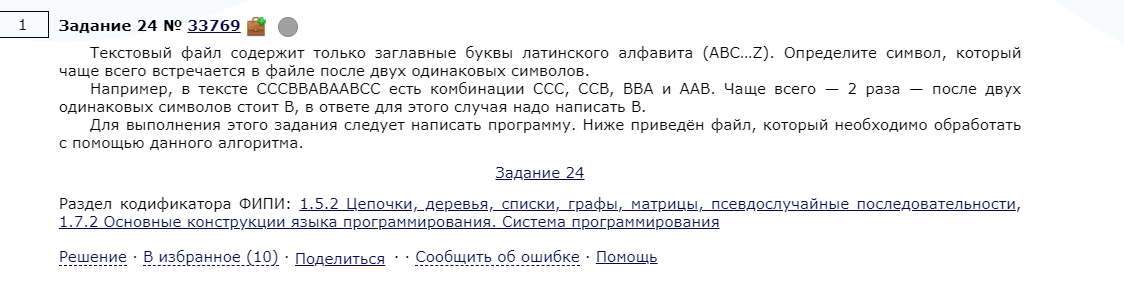 1
Задание 24 № 33769
Текстовый файл содержит только заглавные буквы латинского алфавита (ABC…Z). Определите символ, который
чаще всего встречается в файле после двух одинаковых символов.
Например, в тексте CCCBBABAABCC есть комбинации CCC, CCB, BBA и AAB. Чаще всего — 2 раза — после двух
одинаковых символов стоит B, в ответе для этого случая надо написать B.
Для выполнения этого задания следует написать программу. Ниже приведён файл, который необходимо обработать
с помощью данного алгоритма.
Задание 24
Раздел кодификатора ФИПИ: 1.5.2 Цепочки, деревья, списки, графы, матрицы, псевдослучайные последовательности,
1.7.2 Основные конструкции языка программирования. Система программирования
Решение · В избранное (10) · Поделиться · · Сообщить об ошибке · Помощь